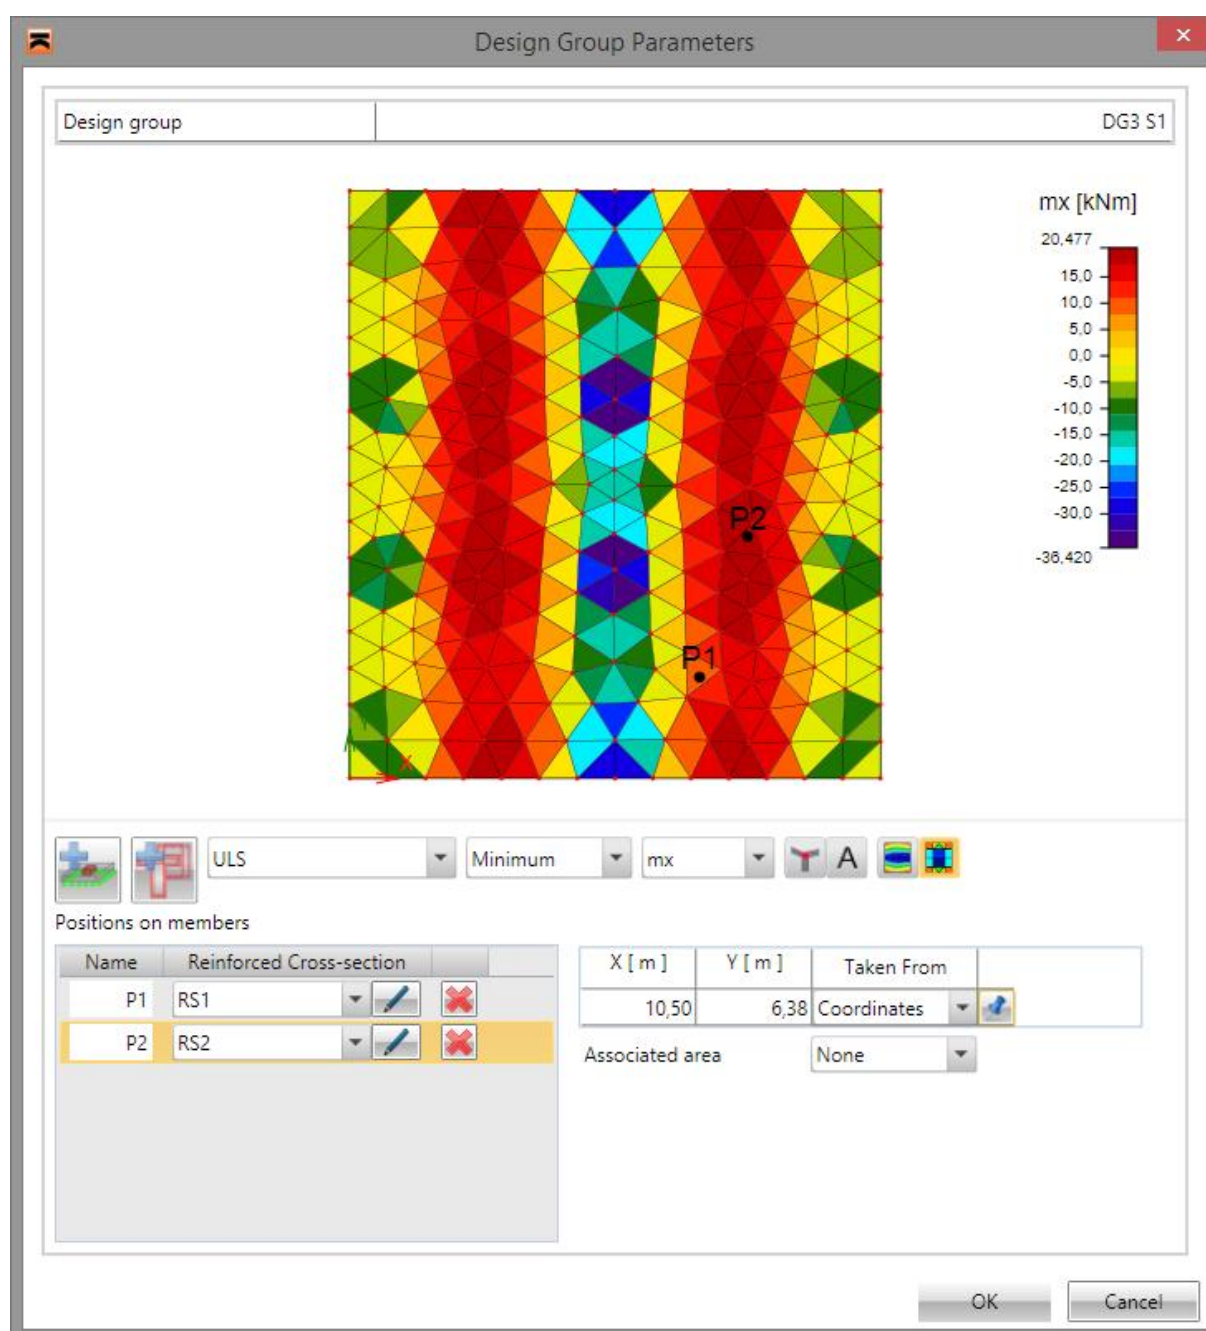 Design Group Parameters
Design group DG3 S1
mx [kNm]
20,477
15,0
10,0
5,0
0,0
-5,0
-10,0
-15,0
-20,0
-25,0
-30,0
-36,420
P2
P1
Y
X
ULS Minimum mx A
Positions on members
Name Reinforced Cross-section X [ m ] Y [ m ] Taken From
P1 RS1 10,50 6,38 Coordinates
P2 RS2 Associated area None
OK Cancel